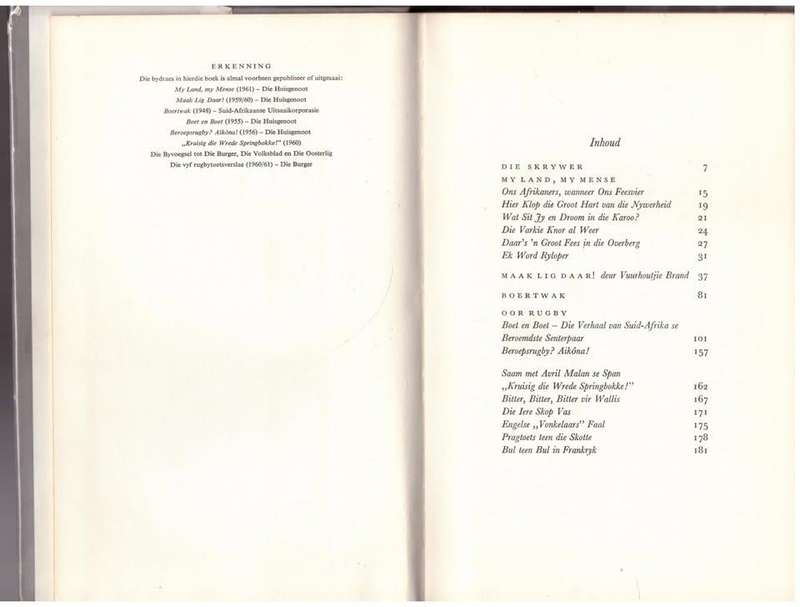 ERKENNING
Die bydraes in hierdie boek is almal voorheen gepubliseer of uitgesaai:
My Land, my Mense (1961) – Die Huisgenoot
Maak Lig Daar! (1959/60) – Die Huisgenoot
Boertwak (1948) – Suid-Afrikaanse Uitsaaikorporasie
Boet en Boet (1955) – Die Huisgenoot
Beroepsrugby? Aikôna! (1956) – Die Huisgenoot
„Kruisig die Wrede Springbokke!” (1960)
Die Byvoegsel tot Die Burger, Die Volksblad en Die Oosterlig
Die vyf rugbytoetsverslae (1960/61) – Die Burger
Inhoud
DIE SKRYWER 7
MY LAND, MY MENSE
Ons Afrikaners, wanneer Ons Feesvier 15
Hier Klop die Groot Hart van die Nywerheid 19
Wat Sit Jy en Droom in die Karoo? 21
Die Varkie Knor al Weer 24
Daar's 'n Groot Fees in die Overberg 27
Ek Word Ryloper 31
MAAK LIG DAAR! deur Vuurhoutjie Brand 37
BOERTWAK 81
OOR RUGBY
Boet en Boet – Die Verhaal van Suid-Afrika se
Beroemdste Senterpaar 101
Beroepsrugby? Aikôna! 157
Saam met Avril Malan se Span
„Kruisig die Wrede Springbokke!” 162
Bitter, Bitter, Bitter vir Wallis 167
Die Iere Skop Vas 171
Engelse „Vonkelaars” Faal 175
Pragtoets teen die Skotte 178
Bul teen Bul in Frankryk 181